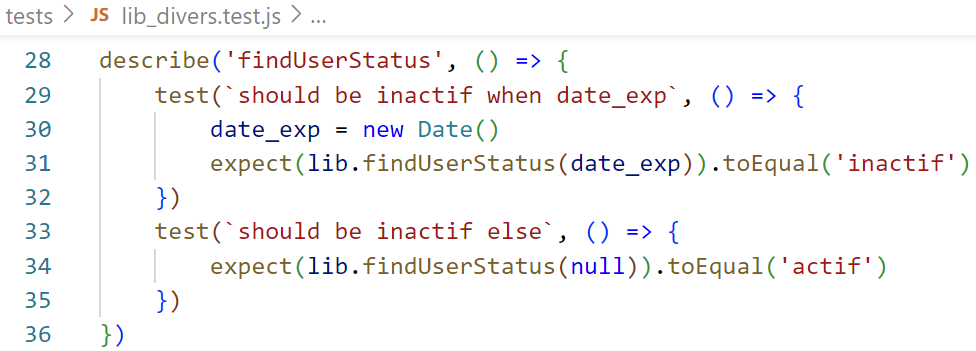 tests > JS lib_divers.test.js > ...
28 describe('findUserStatus', () => {
29     test(`should be inactif when date_exp`, () => {
30         date_exp = new Date()
31         expect(lib.findUserStatus(date_exp)).toEqual('inactif')
32     })
33     test(`should be inactif else`, () => {
34         expect(lib.findUserStatus(null)).toEqual('actif')
35     })
36 })